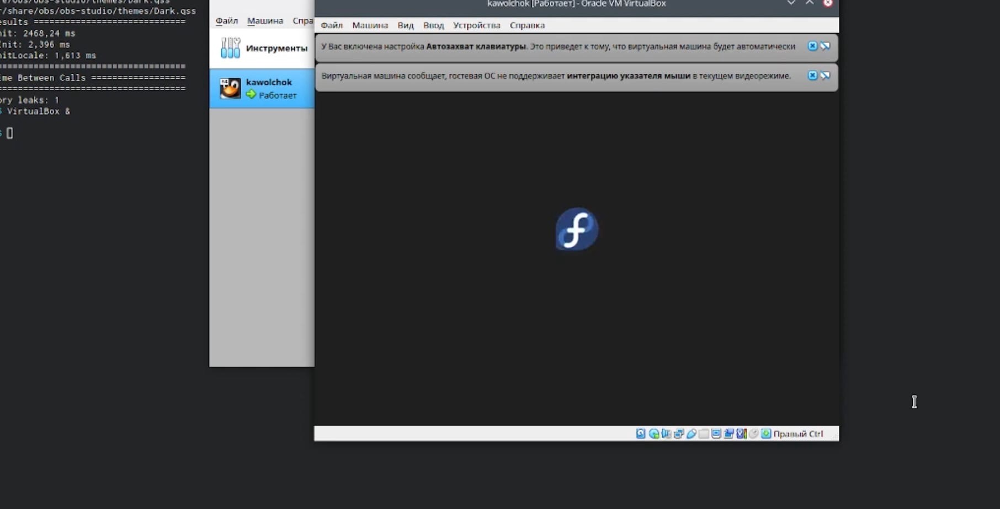 /share/obs/obs-studio/themes/Dark.qss
esults ==============================
nit: 2468,24 ms
Init: 2,396 ms
nitLocale: 1,613 ms
=====================================
me Between Calls ===================
=====================================
ory leaks: 1
$ VirtualBox &
$
Файл Машина Спра
Инструменты
kawolchok
Работает
kawolchok [Работает] - Oracle VM VirtualBox
Файл Машина Вид Ввод Устройства Справка
У Вас включена настройка Автозахват клавиатуры. Это приведет к тому, что виртуальная машина будет автоматически
Виртуальная машина сообщает, гостевая ОС не поддерживает интеграцию указателя мыши в текущем видеорежиме.
Правый Ctrl